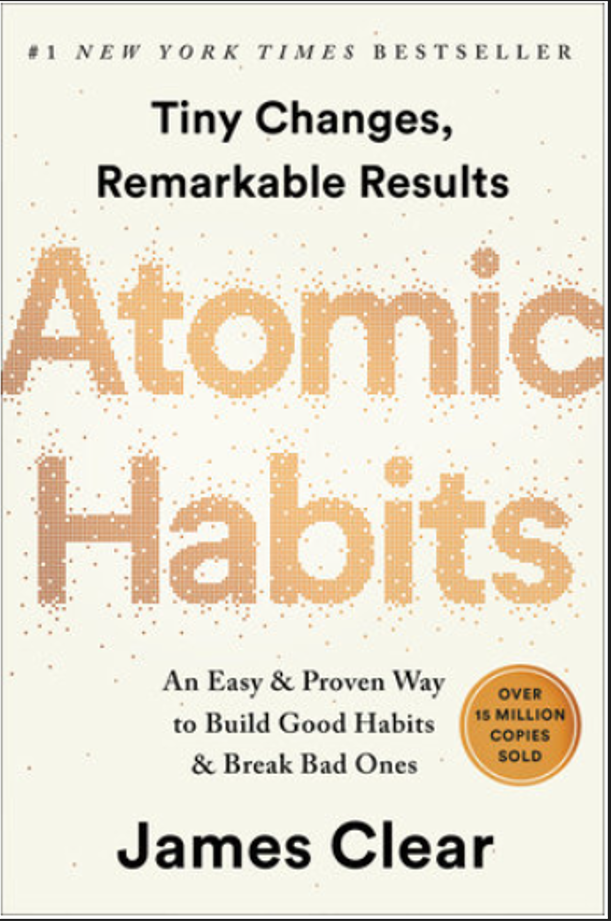 #1 NEW YORK TIMES BESTSELLER
Tiny Changes,
Remarkable Results
Atomic
Habits
An Easy & Proven Way
to Build Good Habits
& Break Bad Ones
OVER
15 MILLION
COPIES
SOLD
James Clear